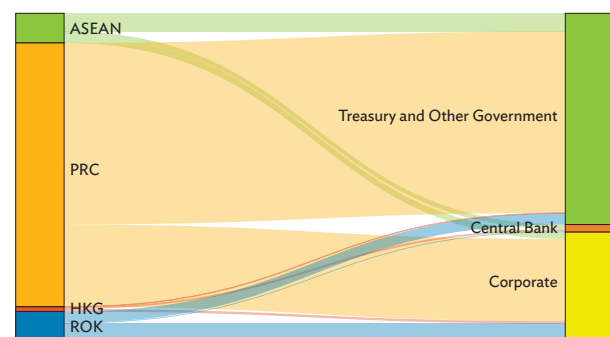 ASEAN
PRC
HKG
ROK
Treasury and Other Government
Central Bank
Corporate